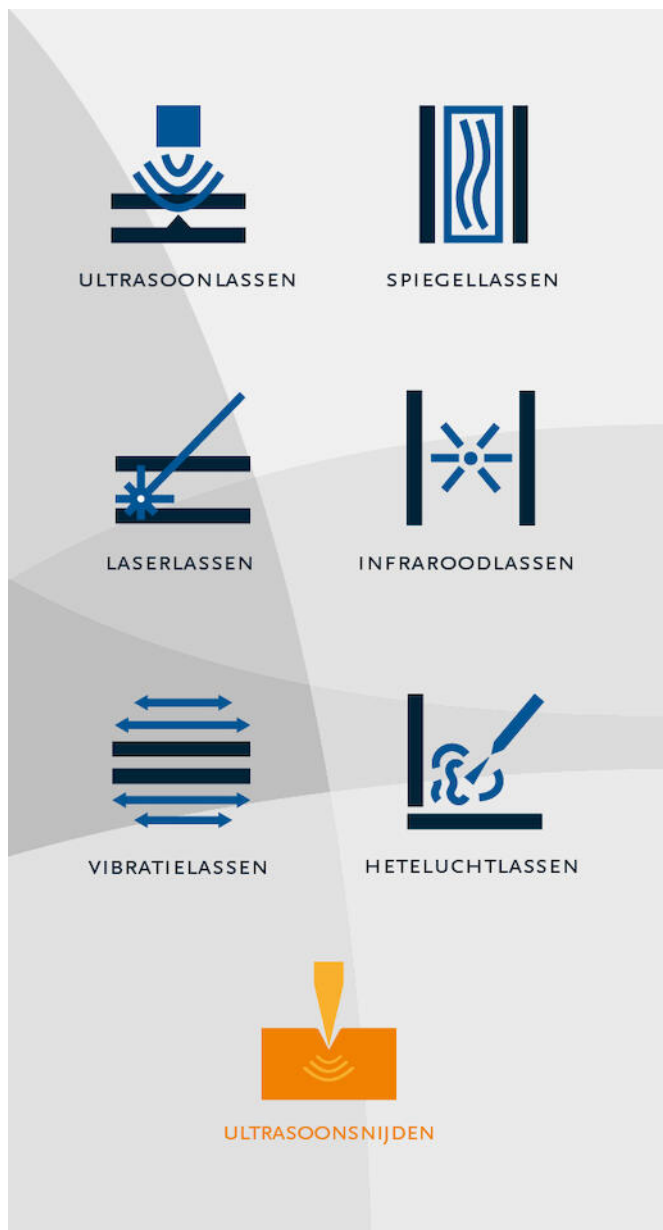 ULTRASOONLASSEN
SPIEGELLASSEN
LASERLASSEN
INFRAROODLASSEN
VIBRATIELASSEN
HETELUCHTLASSEN
ULTRASOONSNIJDEN